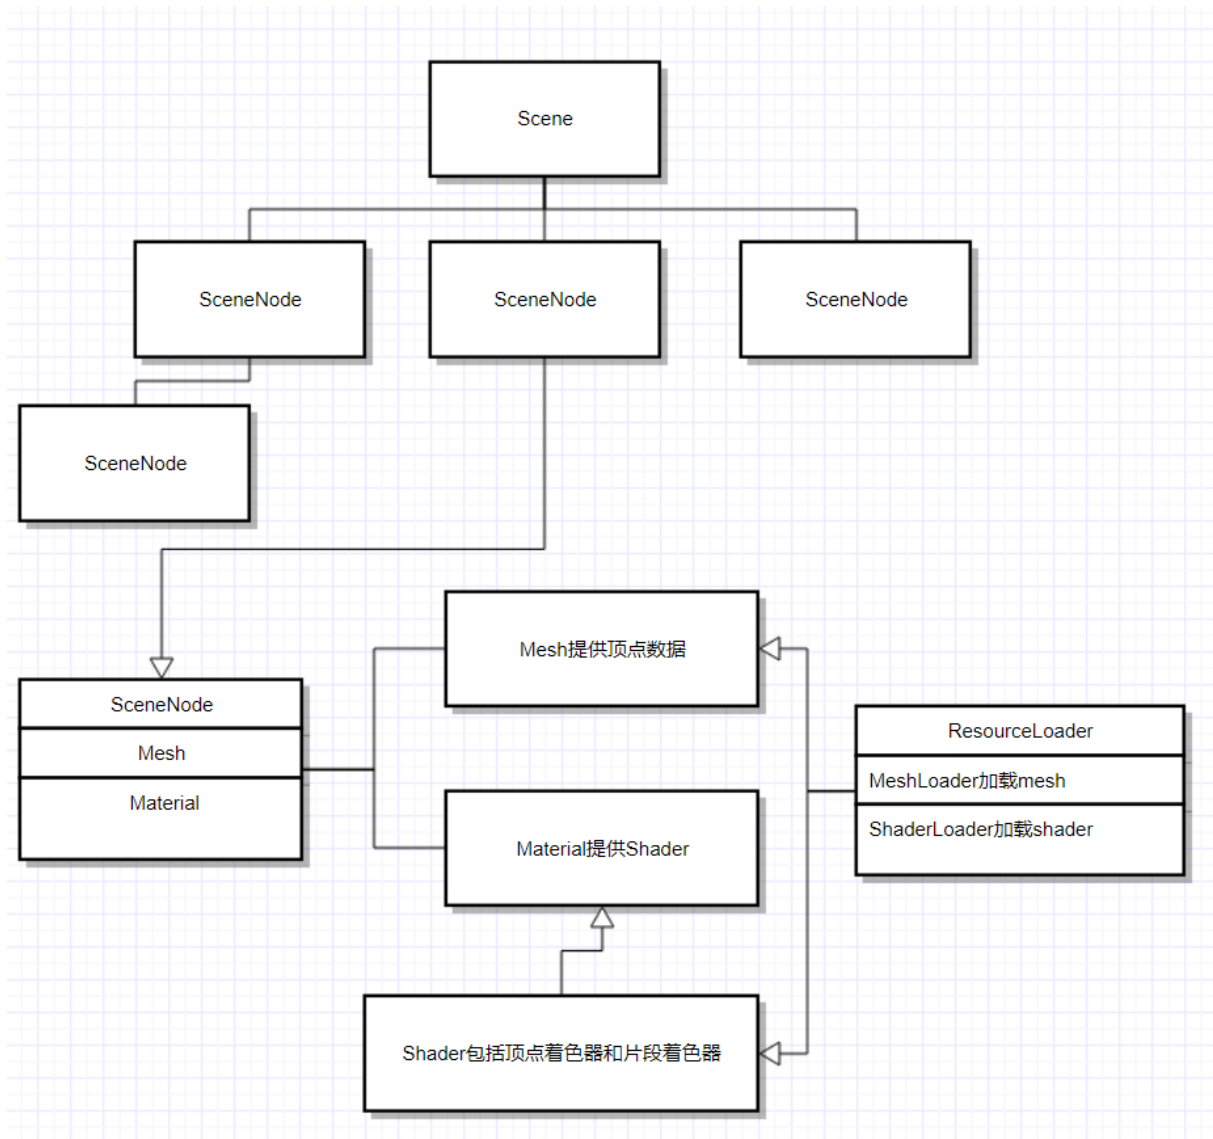 Scene
SceneNode
SceneNode
SceneNode
SceneNode
SceneNode
Mesh
Material
Mesh提供顶点数据
Material提供Shader
ResourceLoader
MeshLoader加载mesh
ShaderLoader加载shader
Shader包括顶点着色器和片段着色器